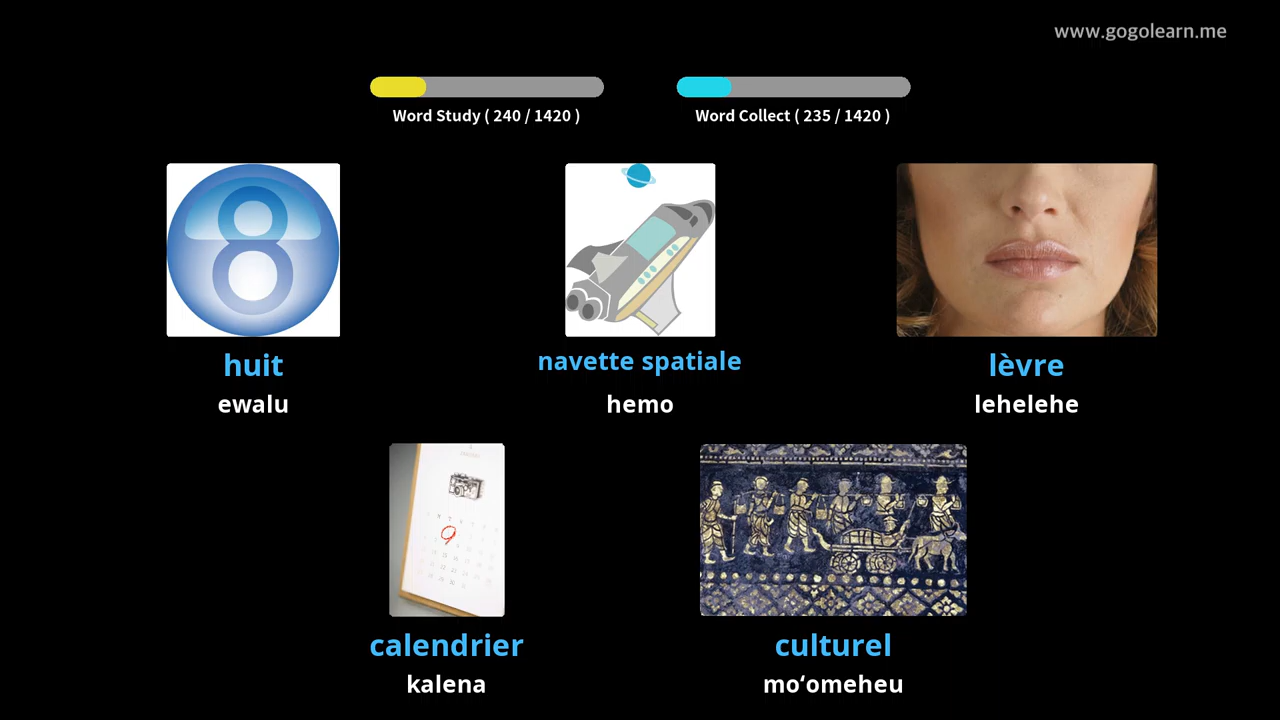 www.gogolearn.me
Word Study ( 240 / 1420 )
Word Collect ( 235 / 1420 )
8
huit
navette spatiale
lèvre
ewalu
hemo
lehelehe
calendrier
culturel
kalena
moʻomeheu